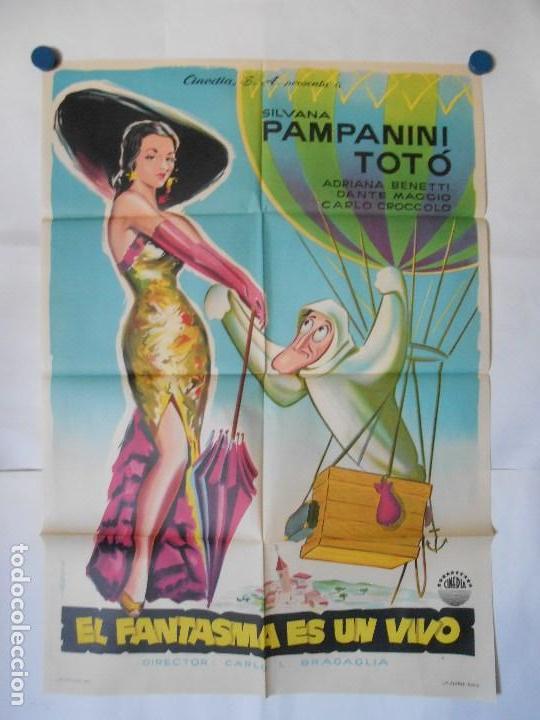 Cinedia, S. A. presenta a
SILVANA
PAMPANINI
TOTÓ
ADRIANA BENETTI
DANTE MAGGIO
CARLO CROCCOLO
CINEDIA
EL FANTASMA ES UN VIVO
DIRECTOR: CARLO L. BRAGAGLIA
todocoleccion